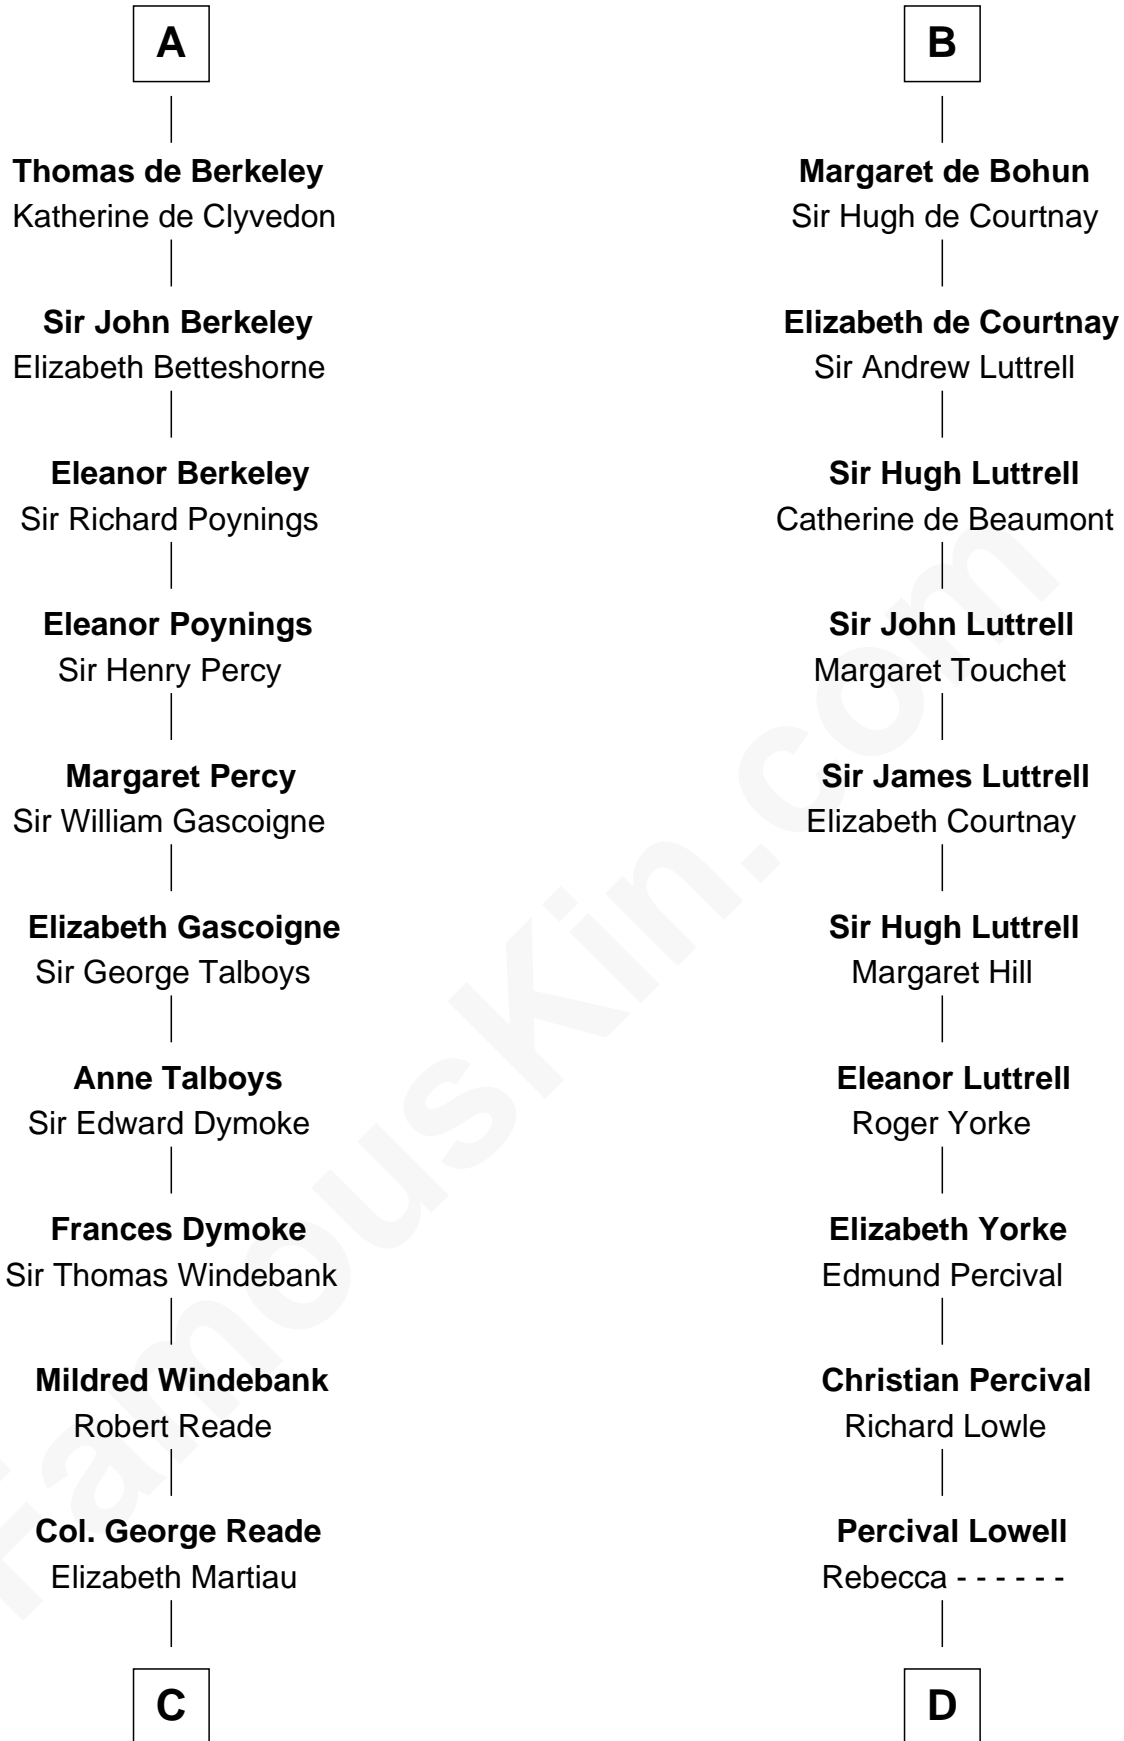 A
Thomas de Berkeley
Katherine de Clyvedon
Sir John Berkeley
Elizabeth Betteshorne
Eleanor Berkeley
Sir Richard Poynings
Eleanor Poynings
Sir Henry Percy
Margaret Percy
Sir William Gascoigne
Elizabeth Gascoigne
Sir George Talboys
Anne Talboys
Sir Edward Dymoke
Frances Dymoke
Sir Thomas Windebank
Mildred Windebank
Robert Reade
Col. George Reade
Elizabeth Martiau
C
B
Margaret de Bohun
Sir Hugh de Courtnay
Elizabeth de Courtnay
Sir Andrew Luttrell
Sir Hugh Luttrell
Catherine de Beaumont
Sir John Luttrell
Margaret Touchet
Sir James Luttrell
Elizabeth Courtnay
Sir Hugh Luttrell
Margaret Hill
Eleanor Luttrell
Roger Yorke
Elizabeth Yorke
Edmund Percival
Christian Percival
Richard Lowle
Percival Lowell
Rebecca - - - - - -
D
FamousKin.com